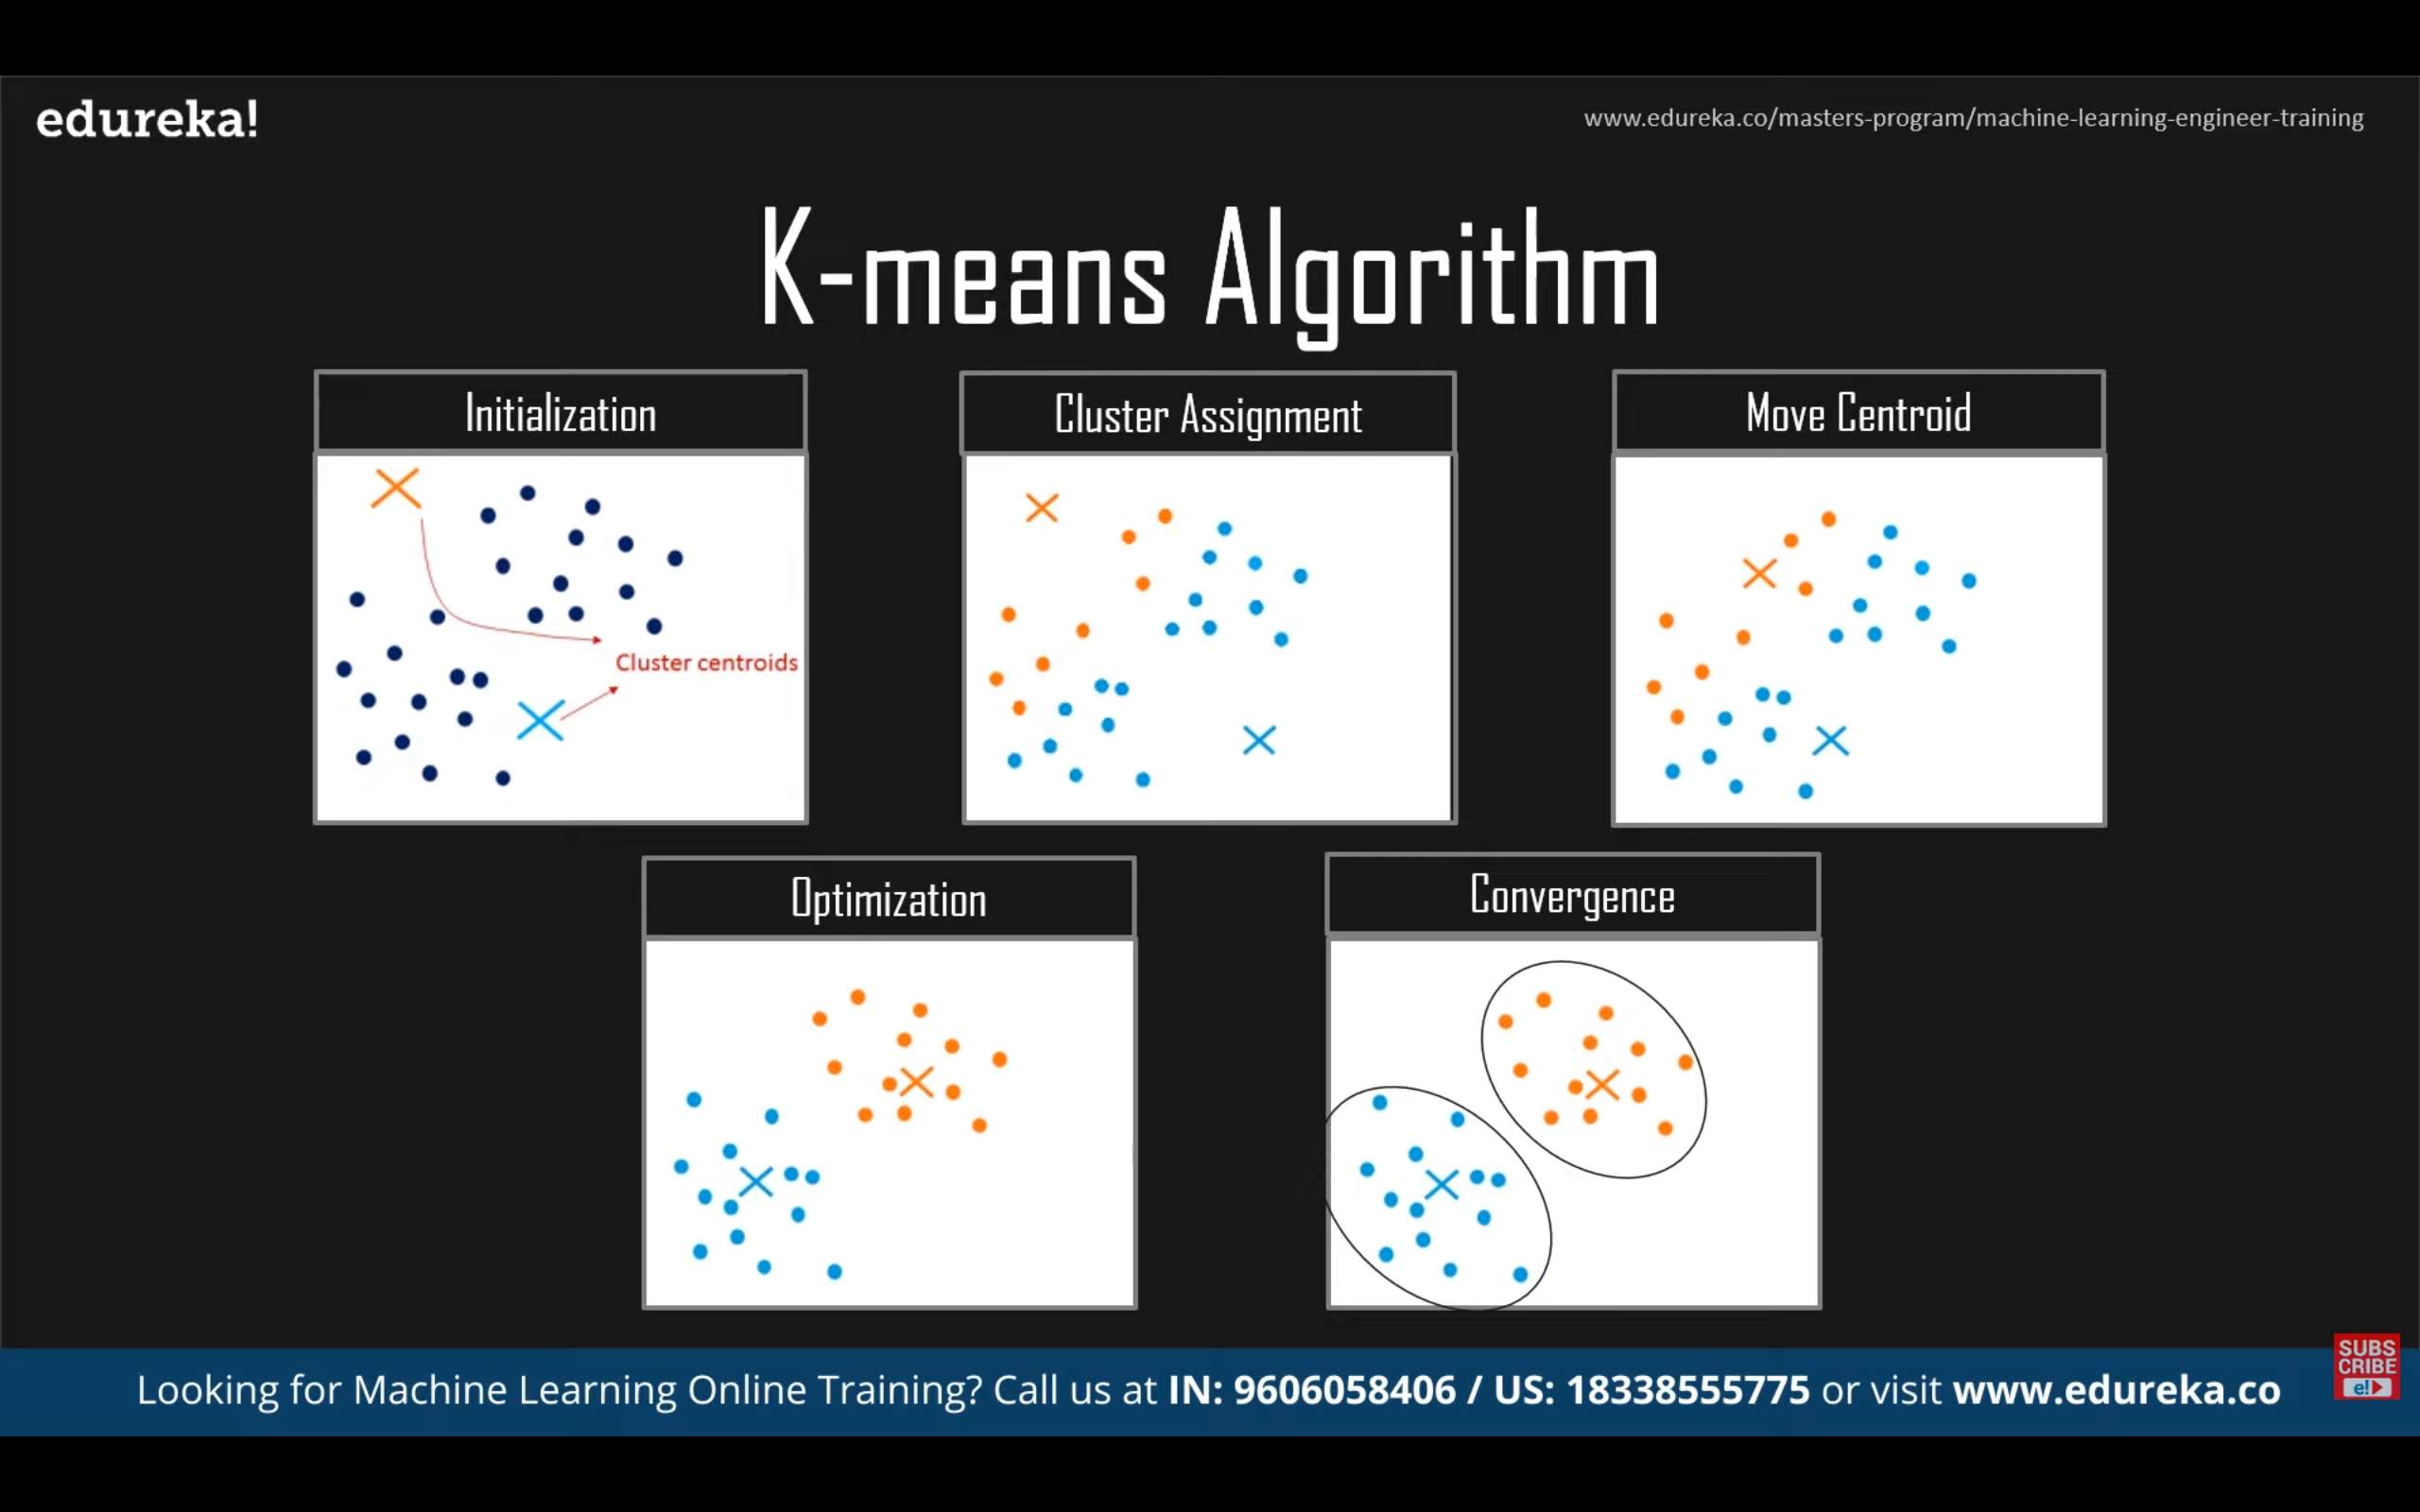 edureka!
www.edureka.co/masters-program/machine-learning-engineer-training
K-means Algorithm
Initialization
Cluster Assignment
Move Centroid
Cluster centroids
Optimization
Convergence
Looking for Machine Learning Online Training? Call us at IN: 9606058406 / US: 18338555775 or visit www.edureka.co
SUBS
CRIBE
e!